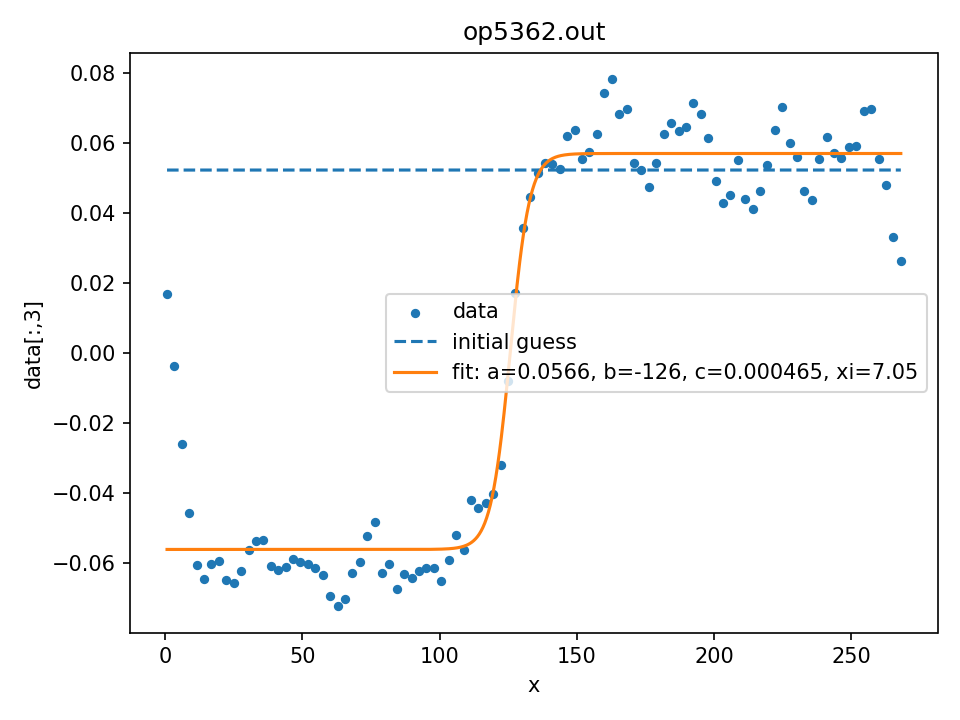 op5362.out
data[:,3]
0.08
0.06
0.04
0.02
0.00
−0.02
−0.04
−0.06
data
initial guess
fit: a=0.0566, b=-126, c=0.000465, xi=7.05
0 50 100 150 200 250
x